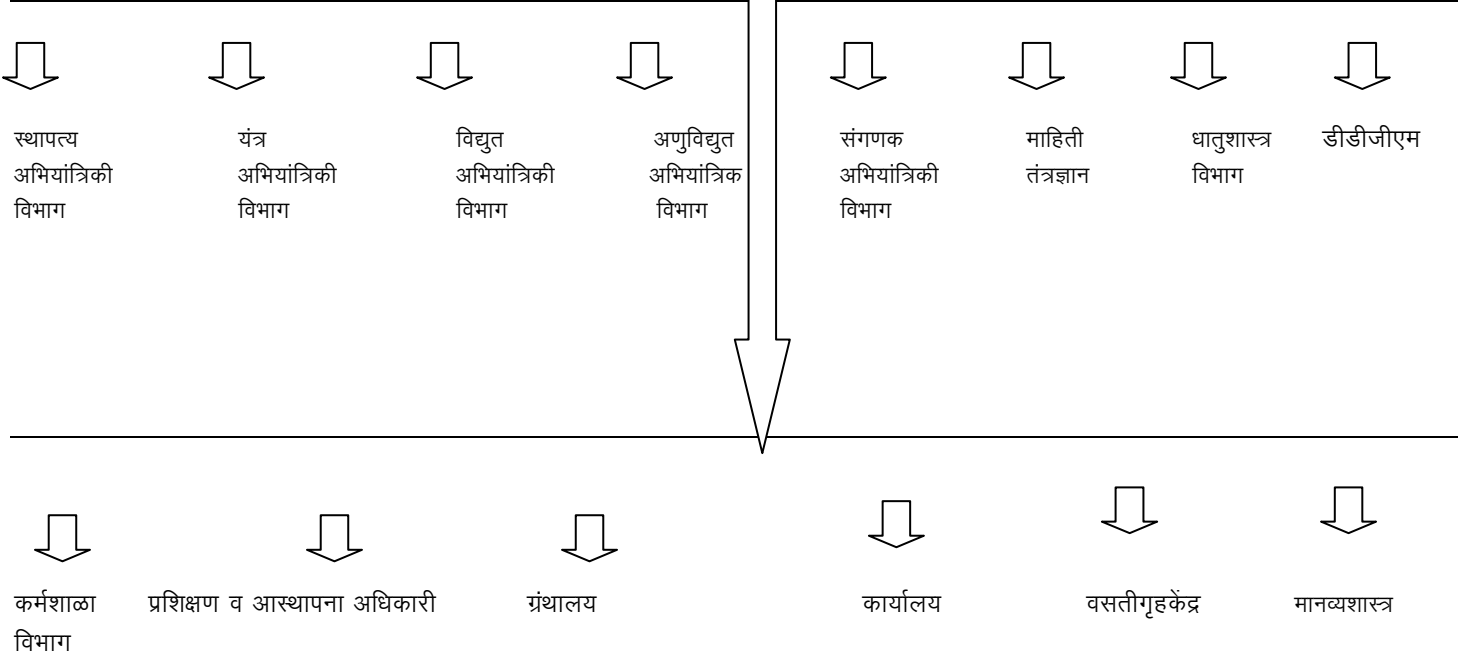 स्थापत्य
अभियांत्रिकी
विभाग
यंत्र
अभियांत्रिकी
विभाग
विद्युत
अभियांत्रिकी
विभाग
अणुविद्युत
अभियांत्रिक
विभाग
संगणक
अभियांत्रिकी
विभाग
माहिती
तंत्रज्ञान
धातुशास्त्र
विभाग
डीडीजीएम
कर्मशाळा
विभाग
प्रशिक्षण व आस्थापना अधिकारी
ग्रंथालय
कार्यालय
वसतीगृहकेंद्र
मानव्यशास्त्र